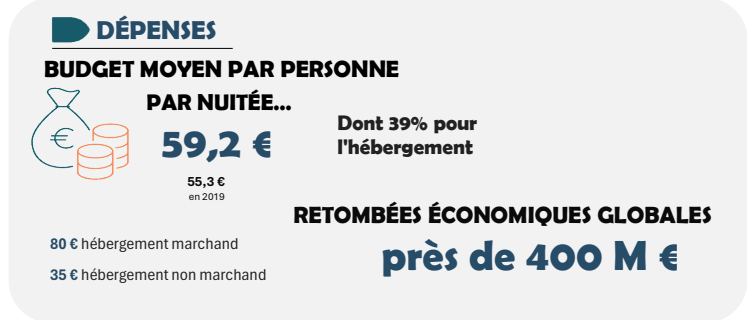 DÉPENSES
BUDGET MOYEN PAR PERSONNE
PAR NUITÉE...
59,2 €
55,3 €
en 2019
Dont 39% pour
l'hébergement
80 € hébergement marchand
35 € hébergement non marchand
RETOMBÉES ÉCONOMIQUES GLOBALES
près de 400 M €